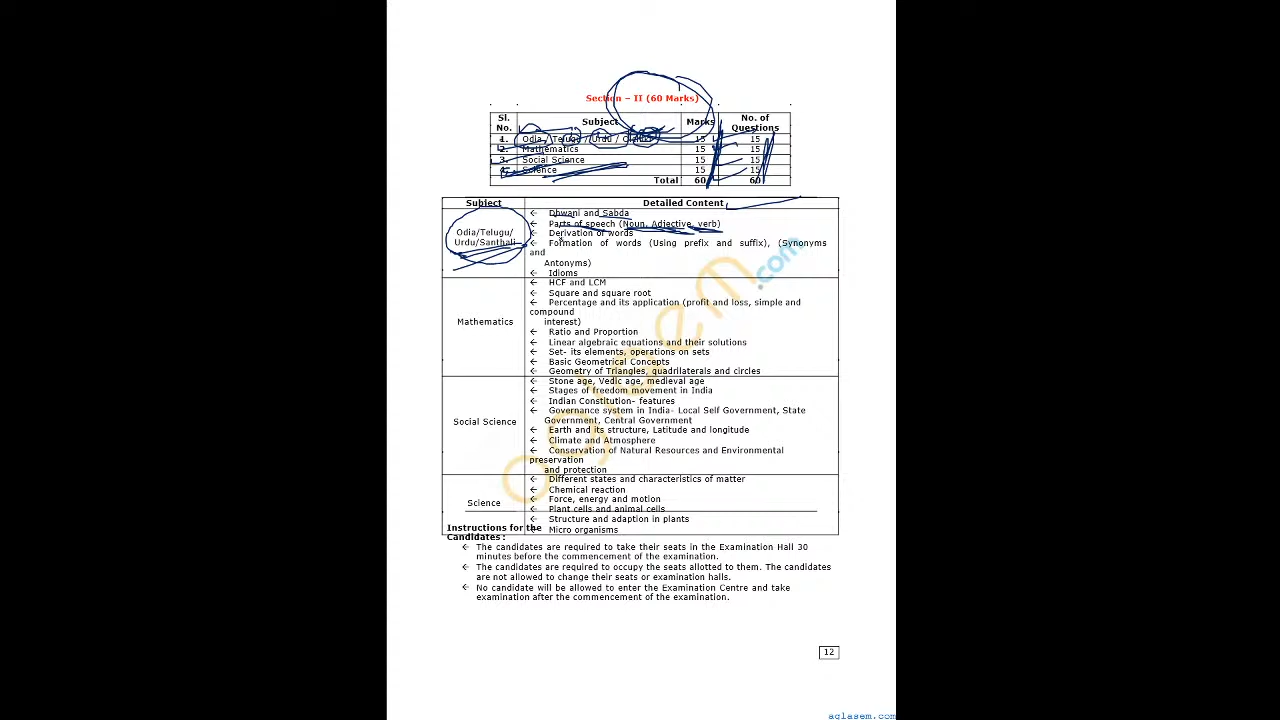 Section – II (60 Marks)
Sl. No. Subject Marks No. of Questions
1. Odia / Telugu / Urdu / 15 15
2. Mathematics 15 15
3. Social Science 15 15
4. Science 15 15
Total 60 60
Subject Detailed Content
Odia/Telugu/
Urdu/Santhali
← Dhwani and Sabda
← Parts of speech (Noun, Adjective, verb)
← Derivation of words
← Formation of words (Using prefix and suffix), (Synonyms
and
Antonyms)
← Idioms
Mathematics
← HCF and LCM
← Square and square root
← Percentage and its application (profit and loss, simple and
compound
interest)
← Ratio and Proportion
← Linear algebraic equations and their solutions
← Set- its elements, operations on sets
← Basic Geometrical Concepts
← Geometry of Triangles, quadrilaterals and circles
Social Science
← Stone age, Vedic age, medieval age
← Stages of freedom movement in India
← Indian Constitution- features
← Governance system in India- Local Self Government, State
Government, Central Government
← Earth and its structure, Latitude and longitude
← Climate and Atmosphere
← Conservation of Natural Resources and Environmental
preservation
and protection
Science
← Different states and characteristics of matter
← Chemical reaction
← Force, energy and motion
← Plant cells and animal cells
← Structure and adaption in plants
← Micro organisms
Instructions for the
Candidates :
← The candidates are required to take their seats in the Examination Hall 30
minutes before the commencement of the examination.
← The candidates are required to occupy the seats allotted to them. The candidates
are not allowed to change their seats or examination halls.
← No candidate will be allowed to enter the Examination Centre and take
examination after the commencement of the examination.
12
aglasem.com
aglasem.com